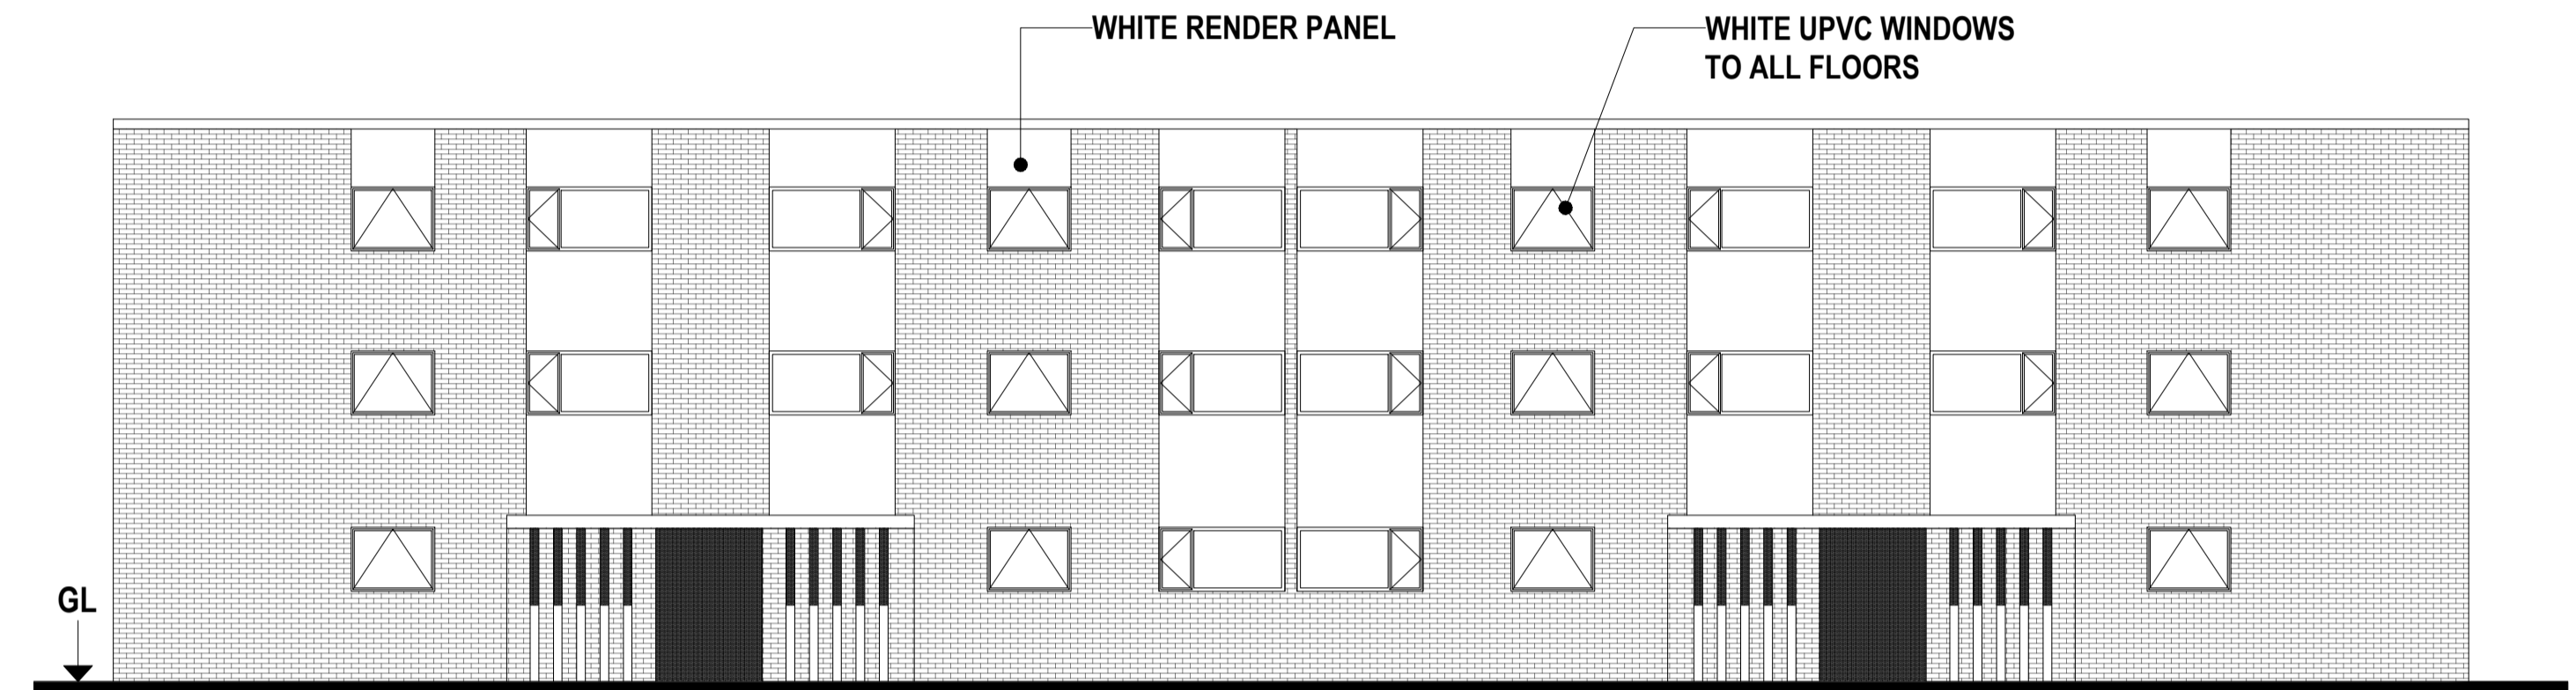 WHITE RENDER PANEL
WHITE UPVC WINDOWS
TO ALL FLOORS
GL